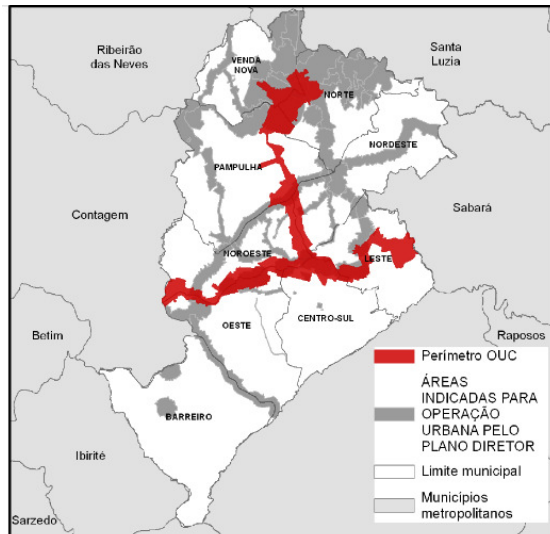 Ribeirão
das Neves
Santa
Luzia
VENDA
NOVA
NORTE
NORDESTE
PAMPULHA
Contagem
Sabará
NOROESTE
LESTE
OESTE
CENTRO-SUL
Betim
Raposos
BARREIRO
Ibirité
Sarzedo
Perímetro OUC
ÁREAS
INDICADAS PARA
OPERAÇÃO
URBANA PELO
PLANO DIRETOR
Limite municipal
Municípios
metropolitanos